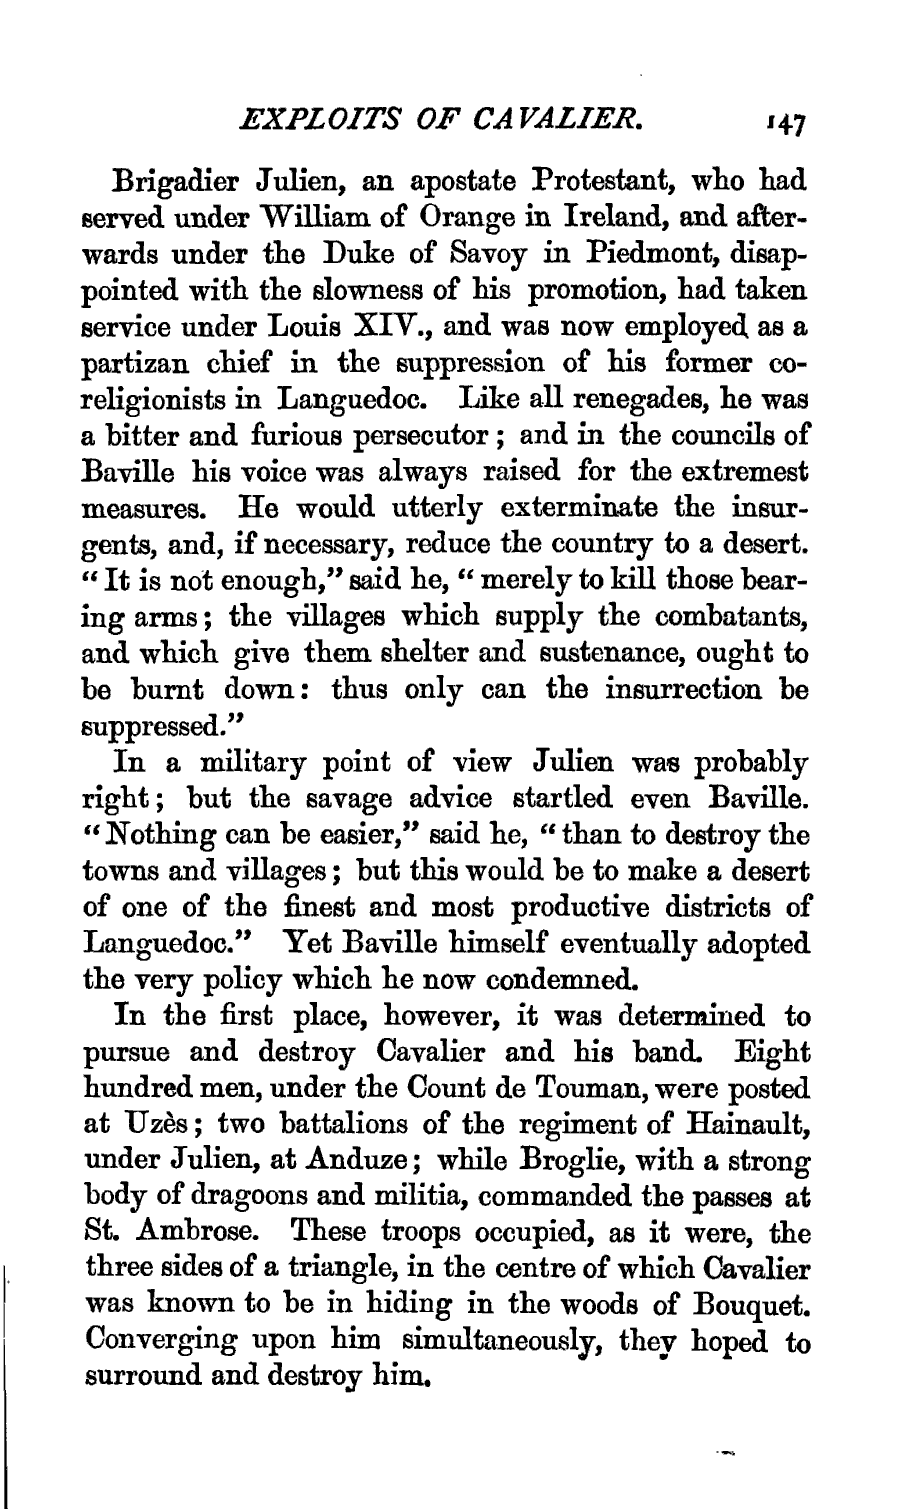 EXPLOITS OF CAVALIER. 147
Brigadier Julien, an apostate Protestant, who had
served under William of Orange in Ireland, and after-
wards under the Duke of Savoy in Piedmont, disap-
pointed with the slowness of his promotion, had taken
service under Louis XIV., and was now employed as a
partizan chief in the suppression of his former co-
religionists in Languedoc. Like all renegades, he was
a bitter and furious persecutor; and in the councils of
Baville his voice was always raised for the extremest
measures. He would utterly exterminate the insur-
gents, and, if necessary, reduce the country to a desert.
“It is not enough,” said he, “merely to kill those bear-
ing arms; the villages which supply the combatants,
and which give them shelter and sustenance, ought to
be burnt down: thus only can the insurrection be
suppressed.”
In a military point of view Julien was probably
right; but the savage advice startled even Baville.
“Nothing can be easier,” said he, “than to destroy the
towns and villages; but this would be to make a desert
of one of the finest and most productive districts of
Languedoc.” Yet Baville himself eventually adopted
the very policy which he now condemned.
In the first place, however, it was determined to
pursue and destroy Cavalier and his band. Eight
hundred men, under the Count de Touman, were posted
at Uzès; two battalions of the regiment of Hainault,
under Julien, at Anduze; while Broglie, with a strong
body of dragoons and militia, commanded the passes at
St. Ambrose. These troops occupied, as it were, the
three sides of a triangle, in the centre of which Cavalier
was known to be in hiding in the woods of Bouquet.
Converging upon him simultaneously, they hoped to
surround and destroy him.